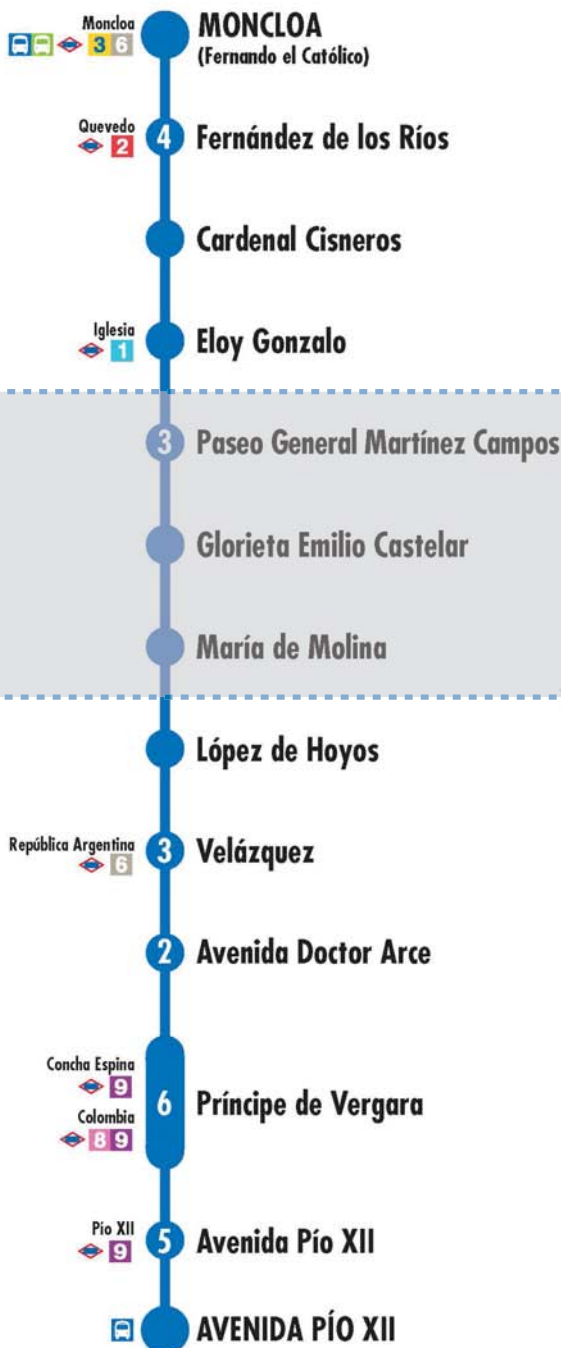 Moncloa
3 6
MONCLOA
(Fernando el Católico)
Quevedo
2
4
Fernández de los Ríos
Cardenal Cisneros
Iglesia
1
Eloy Gonzalo
3
Paseo General Martínez Campos
Glorieta Emilio Castelar
María de Molina
López de Hoyos
República Argentina
6
3
Velázquez
2
Avenida Doctor Arce
Concha Espina
9
Colombia
8 9
6
Príncipe de Vergara
Pío XII
9
5
Avenida Pío XII
AVENIDA PÍO XII